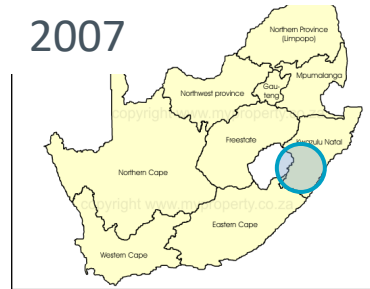 2007
Northern Province
(Limpopo)
Mpumalanga
Gau-
teng
Northwest province
copyright www.myproperty.co.za
Freestate
Kwazulu Natal
Northern Cape
copyright www.myproperty.co.za
Eastern Cape
Western Cape